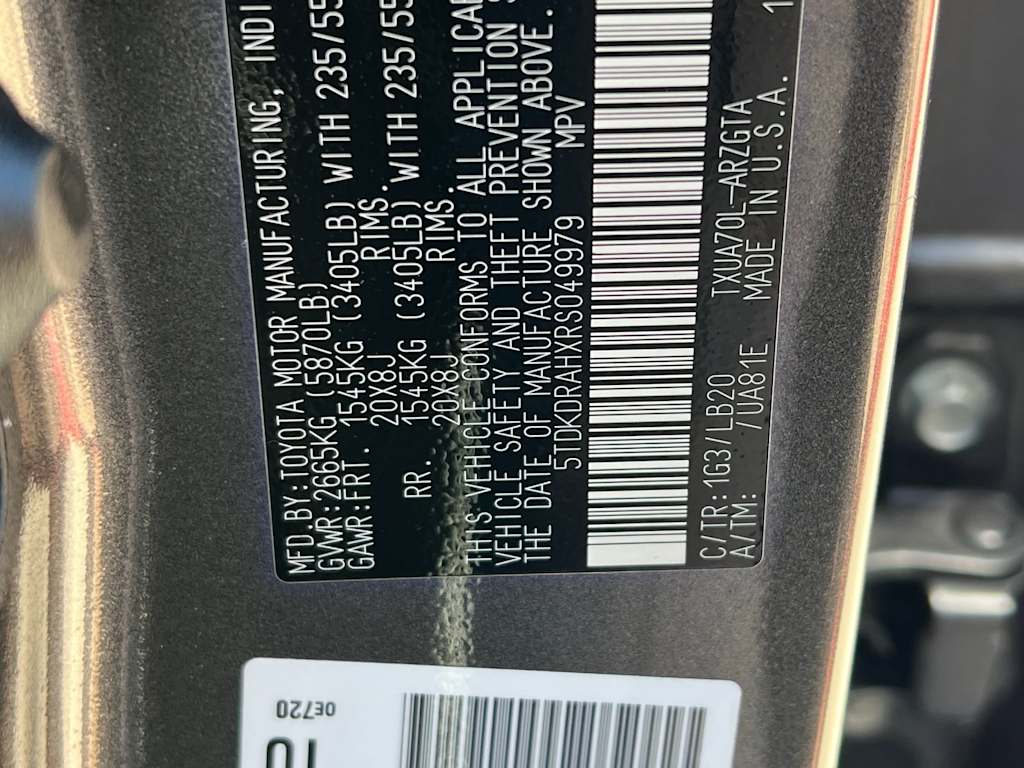 MFD.BY:TOYOTA MOTOR MANUFACTURING, INDI
GVWR:2665KG (5870LB)
GAWR:FRT. 1545KG (3405LB) WITH 235/55
20X8J RIMS.
RR. 1545KG (3405LB) WITH 235/55
20X8J RIMS.
THIS VEHICLE CONFORMS TO ALL APPLICAB
VEHICLE SAFETY AND THEFT PREVENTION S
THE DATE OF MANUFACTURE SHOWN ABOVE.
5TDKDRAHXRS049979 MPV
C/TR:1G3/LB20 TXUA70L-ARZGTA
A/TM: /UA81E MADE IN U.S.A. 1
0E720